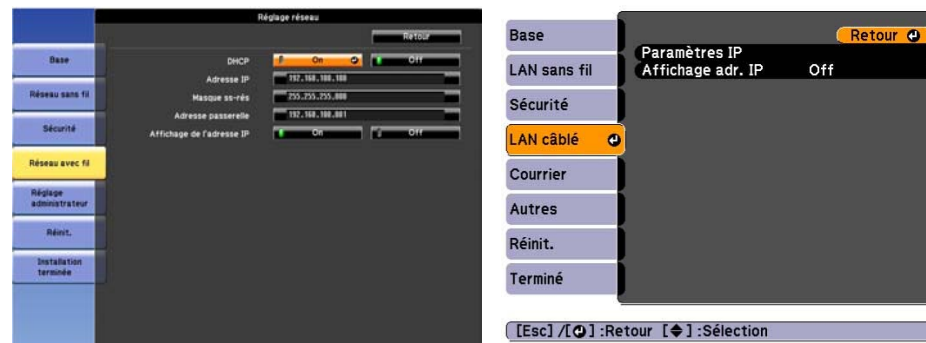 Réglage réseau
Retour
Base
Réseau sans fil
Sécurité
Réseau avec fil
Réglage
administrateur
Réinit.
Installation
terminée
DHCP On Off
Adresse IP 192.168.100.100
Masque ss-rés 255.255.255.000
Adresse passerelle 192.168.100.001
Affichage de l'adresse IP On Off
Base
LAN sans fil
Sécurité
LAN câblé
Courrier
Autres
Réinit.
Terminé
Retour
Paramètres IP
Affichage adr. IP Off
[Esc] /[ ] :Retour [ ] :Sélection